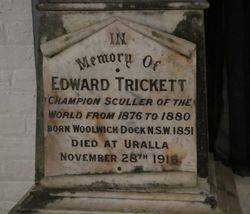 IN
Memory Of
EDWARD TRICKETT
CHAMPION SCULLER OF THE
WORLD FROM 1876 TO 1880
BORN WOOLWICH DOCK N.S.W. 1851
DIED AT URALLA
NOVEMBER 28TH 1916